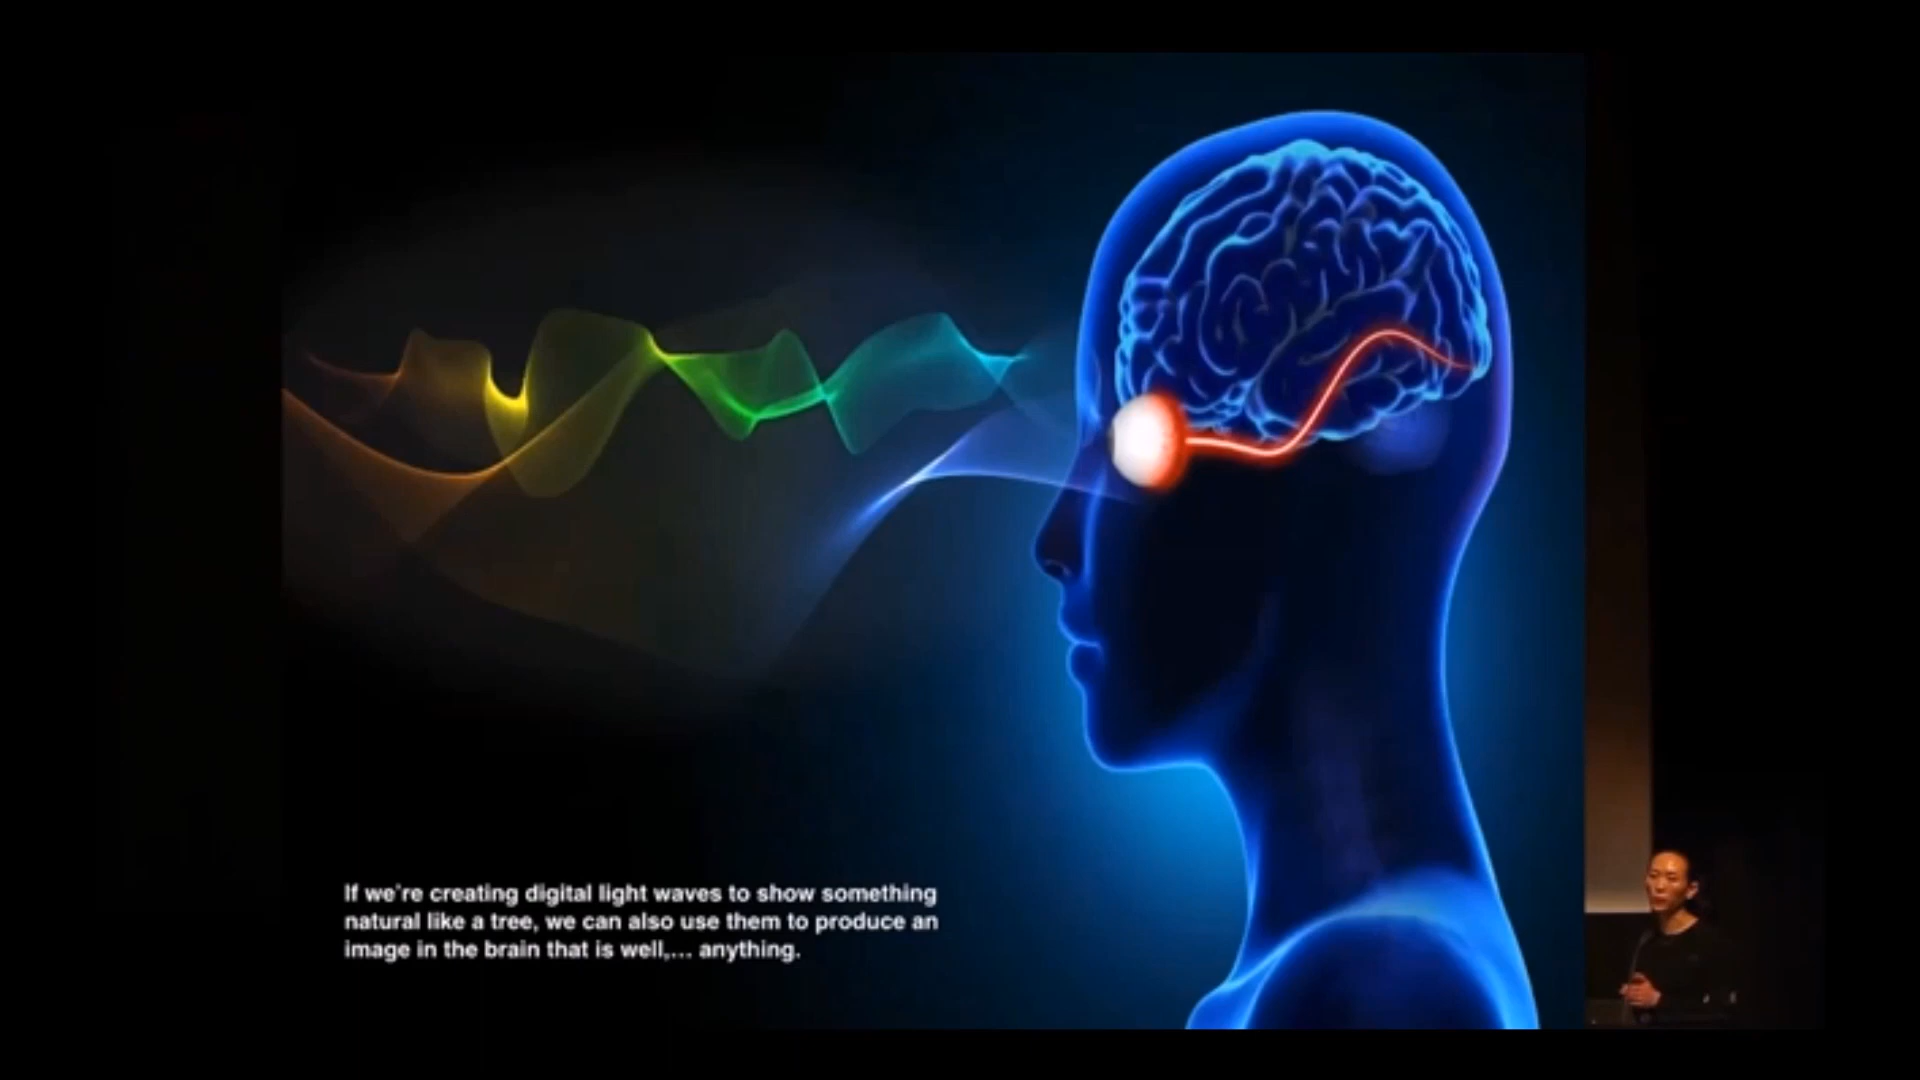 If we're creating digital light waves to show something
natural like a tree, we can also use them to produce an
image in the brain that is well,... anything.